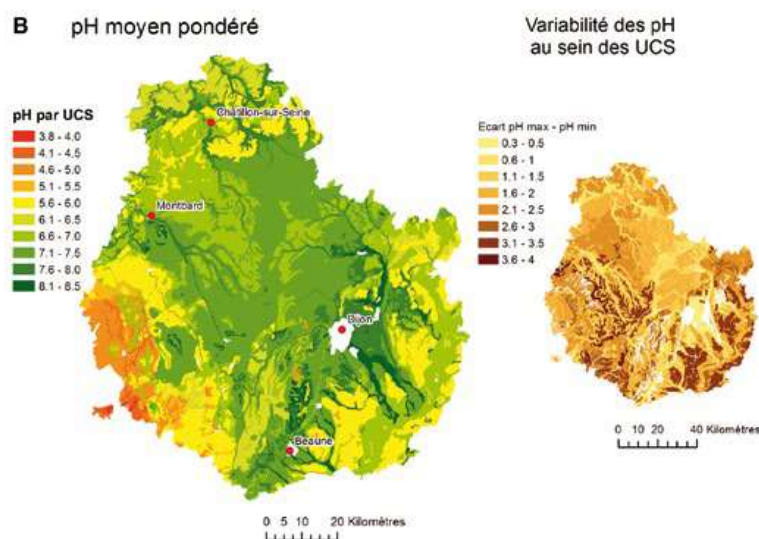 B pH moyen pondéré
Variabilité des pH
au sein des UCS
pH par UCS
3.8 - 4.0
4.1 - 4.5
4.6 - 5.0
5.1 - 5.5
5.6 - 6.0
6.1 - 6.5
6.6 - 7.0
7.1 - 7.5
7.6 - 8.0
8.1 - 8.5
Châtillon-sur-Seine
Montbard
Dijon
Beaune
0 5 10 20 Kilomètres
Ecart pH max - pH min
0.3 - 0.5
0.6 - 1
1.1 - 1.5
1.6 - 2
2.1 - 2.5
2.6 - 3
3.1 - 3.5
3.6 - 4
0 10 20 40 Kilomètres